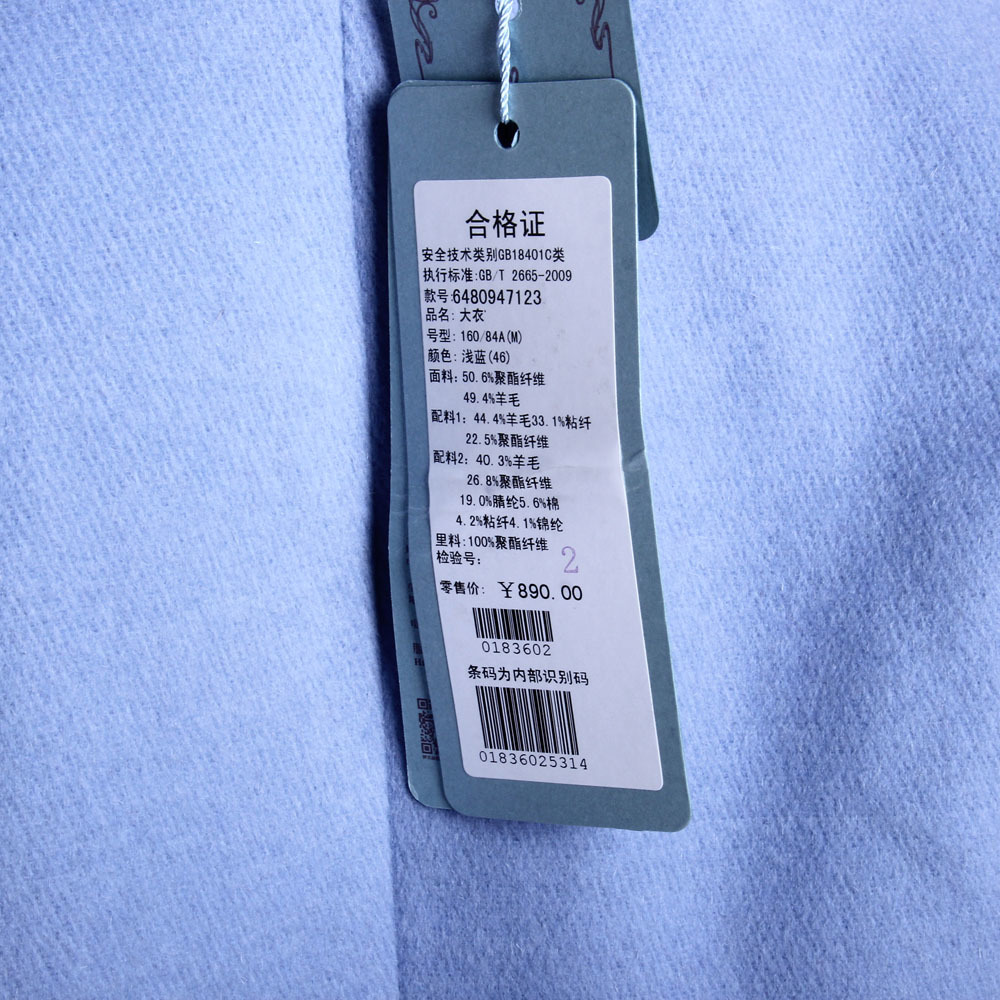 合格证
安全技术类别GB18401C类
执行标准:GB/T 2665-2009
款号:6480947123
品名: 大衣
号型: 160/84A(M)
颜色: 浅蓝(46)
面料: 50.6%聚酯纤维
49.4%羊毛
配料1: 44.4%羊毛33.1%粘纤
22.5%聚酯纤维
配料2: 40.3%羊毛
26.8%聚酯纤维
19.0%腈纶5.6%棉
4.2%粘纤4.1%锦纶
里料:100%聚酯纤维
检验号: 2
零售价: ￥890.00
0183602
条码为内部识别码
01836025314